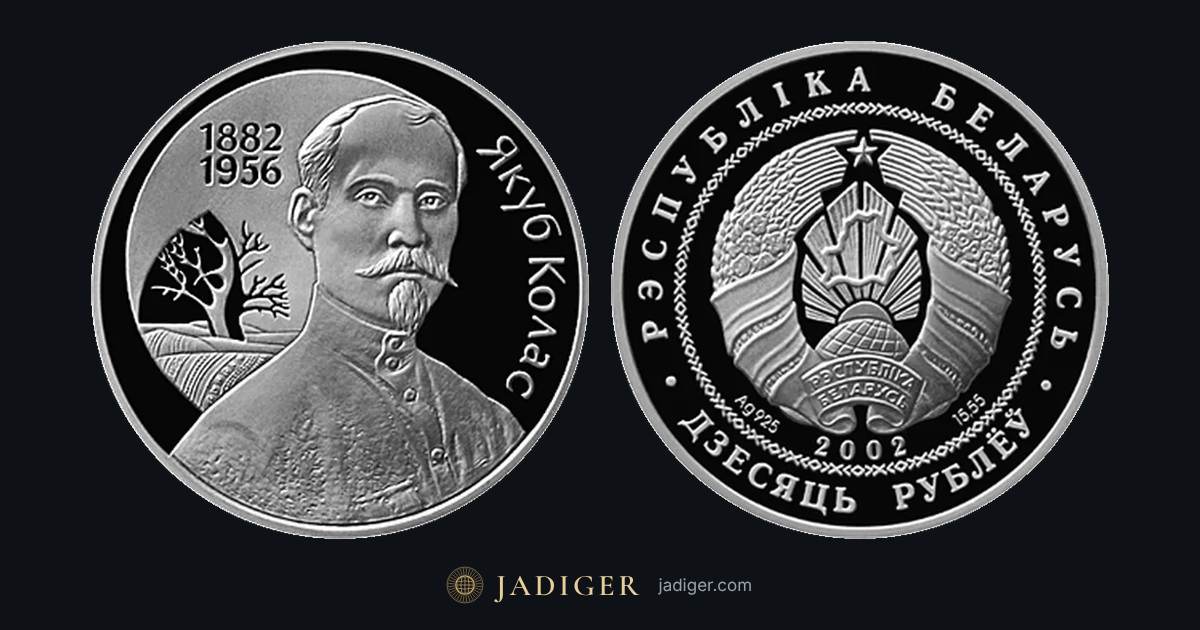 1882
1956
Якуб Колас
РЭСПУБЛІКА БЕЛАРУСЬ
РЭСПУБЛІКА
БЕЛАРУСЬ
Ag 925
15,55
2002
ДЗЕСЯЦЬ РУБЛЁЎ
JADIGER jadiger.com